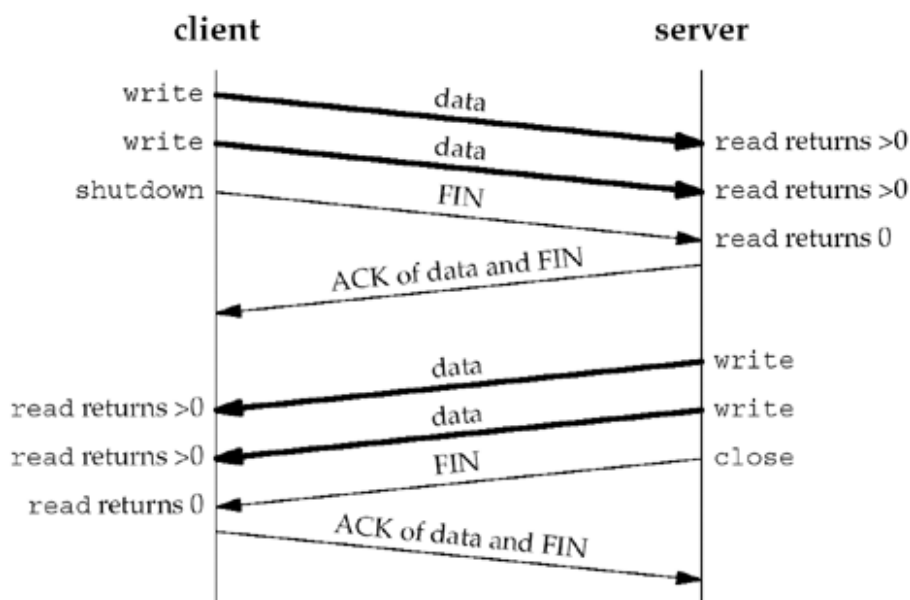 client server
write data
read returns >0
write data
read returns >0
shutdown FIN
read returns 0
ACK of data and FIN
data write
read returns >0
data write
read returns >0
FIN close
read returns 0
ACK of data and FIN